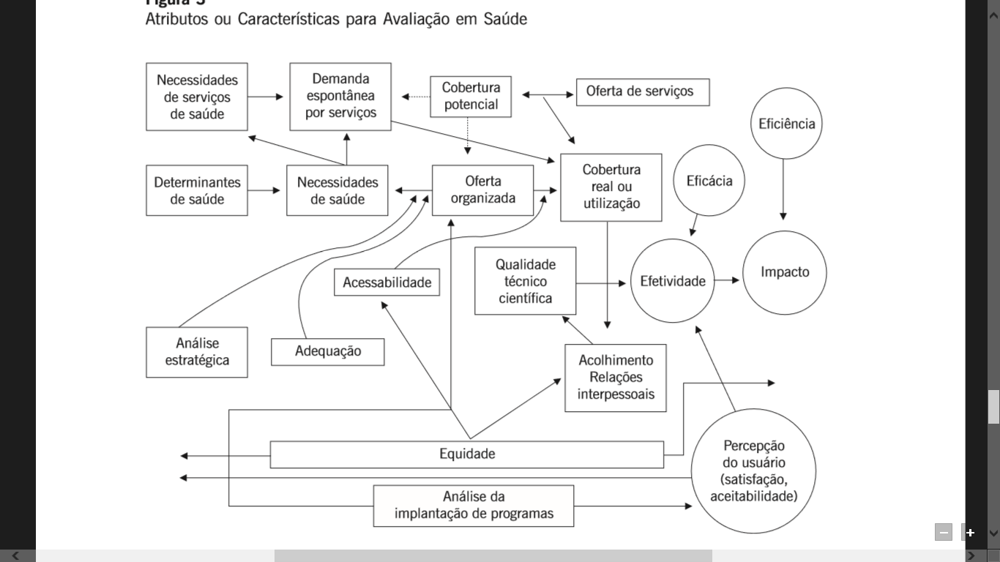 Figura 3
Atributos ou Características para Avaliação em Saúde
Necessidades
de serviços
de saúde
Demanda
espontânea
por serviços
Cobertura
potencial
Oferta de serviços
Eficiência
Determinantes
de saúde
Necessidades
de saúde
Oferta
organizada
Cobertura
real ou
utilização
Eficácia
Acessabilidade
Qualidade
técnico
científica
Efetividade
Impacto
Análise
estratégica
Adequação
Acolhimento
Relações
interpessoais
Equidade
Percepção
do usuário
(satisfação,
aceitabilidade)
Análise da
implantação de programas